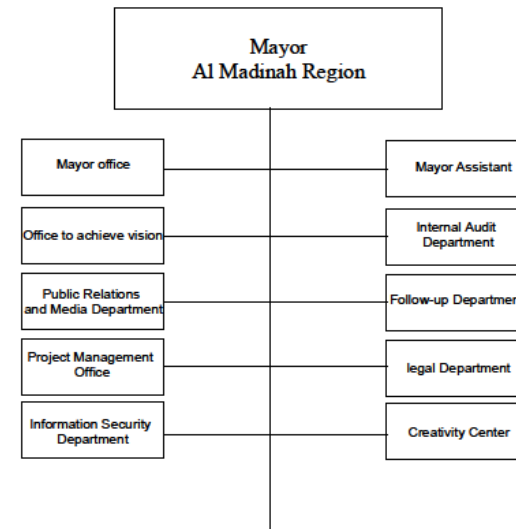 Mayor
Al Madinah Region
Mayor office
Mayor Assistant
Office to achieve vision
Internal Audit
Department
Public Relations
and Media Department
Follow-up Departmen
Project Management
Office
legal Department
Information Security
Department
Creativity Center